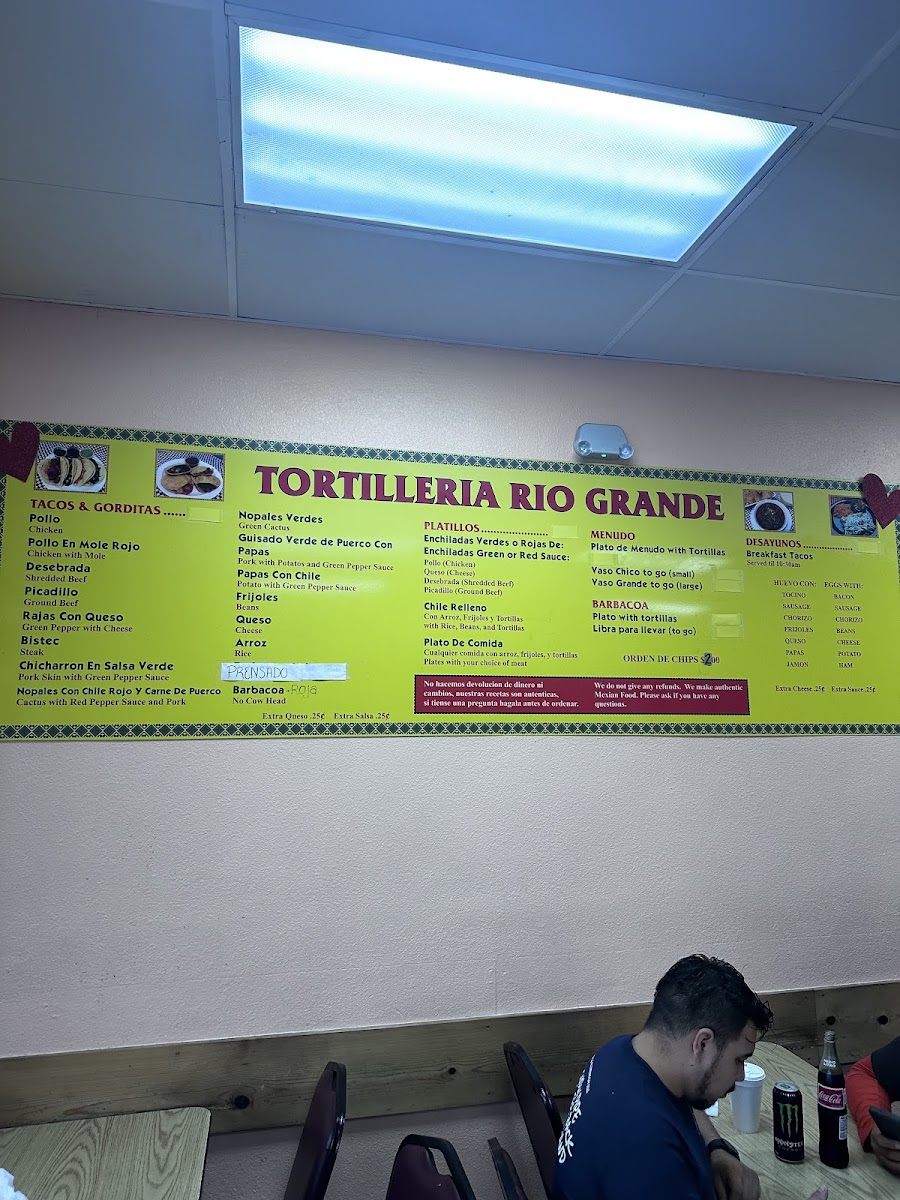 TORTILLERIA RIO GRANDE
TACOS & GORDITAS ......
Pollo
Chicken
Pollo En Mole Rojo
Chicken with Mole
Desebrada
Shredded Beef
Picadillo
Ground Beef
Rajas Con Queso
Green Pepper with Cheese
Bistec
Steak
Chicharron En Salsa Verde
Pork Skin with Green Pepper Sauce
Nopales Con Chile Rojo Y Carne De Puerco
Cactus with Red Pepper Sauce and Pork
Nopales Verdes
Green Cactus
Guisado Verde de Puerco Con
Papas
Pork with Potatos and Green Pepper Sauce
Papas Con Chile
Potato with Green Pepper Sauce
Frijoles
Beans
Queso
Cheese
Arroz
Rice
PRENSADO
Barbacoa - Roja
No Cow Head
Extra Queso .25¢ Extra Salsa .25¢
PLATILLOS.....................
Enchiladas Verdes o Rojas De:
Enchiladas Green or Red Sauce:
Pollo (Chicken)
Queso (Cheese)
Desebrada (Shredded Beef)
Picadillo (Ground Beef)
Chile Relleno
Con Arroz, Frijoles y Tortillas
with Rice, Beans, and Tortillas
Plato De Comida
Cualquier comida con arroz, frijoles, y tortillas
Plates with your choice of meat
MENUDO
Plato de Menudo with Tortillas
Vaso Chico to go (small)
Vaso Grande to go (large)
BARBACOA
Plato with tortillas
Libra para llevar (to go)
ORDEN DE CHIPS $2.00
No hacemos devolucion de dinero ni
cambios, nuestras recetas son autenticas,
si tiense una pregunta hagala antes de ordenar.
We do not give any refunds. We make authentic
Mexian Food. Please ask if you have any
questions.
DESAYUNOS ..................
Breakfast Tacos
Served til 10:30am
HUEVO CON: EGGS WITH:
TOCINO BACON
SAUSAGE SAUSAGE
CHORIZO CHORIZO
FRIJOLES BEANS
QUESO CHEESE
PAPAS POTATO
JAMON HAM
Extra Cheese .25¢ Extra Sauce .25¢
MONSTER
Coca-Cola